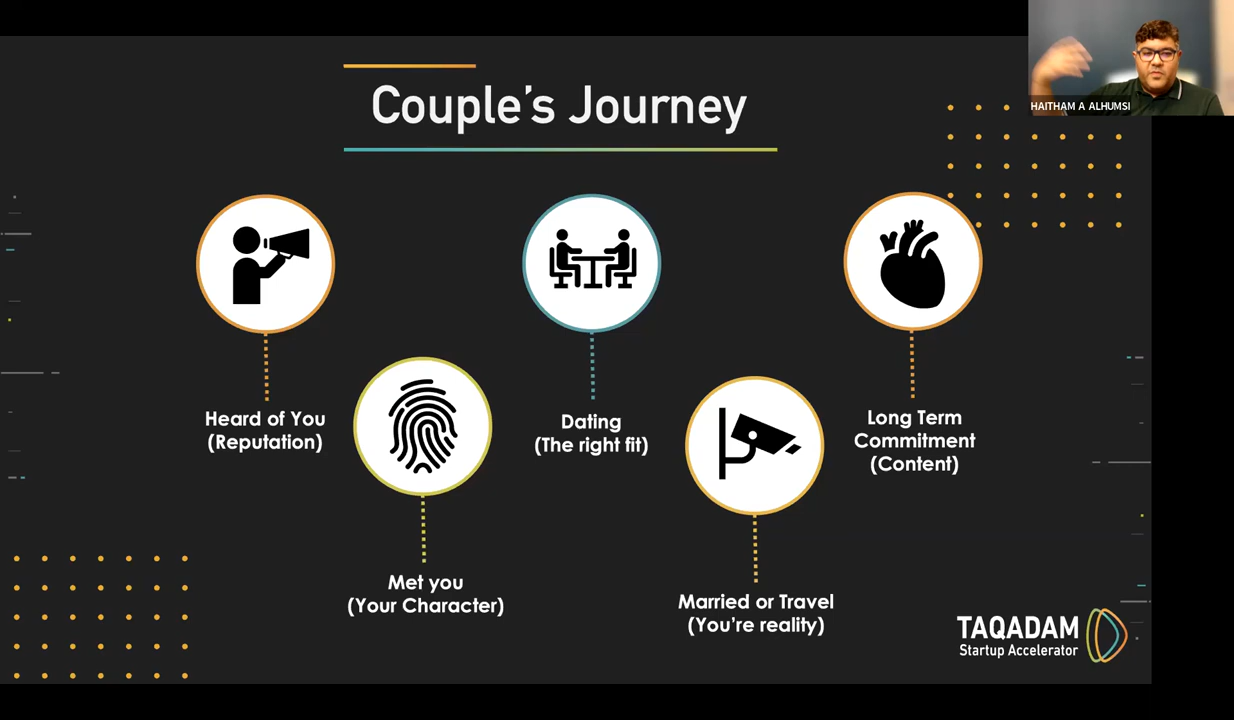 HAITHAM A ALHUMSI
Couple's Journey
Heard of You
(Reputation)
Met you
(Your Character)
Dating
(The right fit)
Married or Travel
(You're reality)
Long Term
Commitment
(Content)
TAQADAM
Startup Accelerator